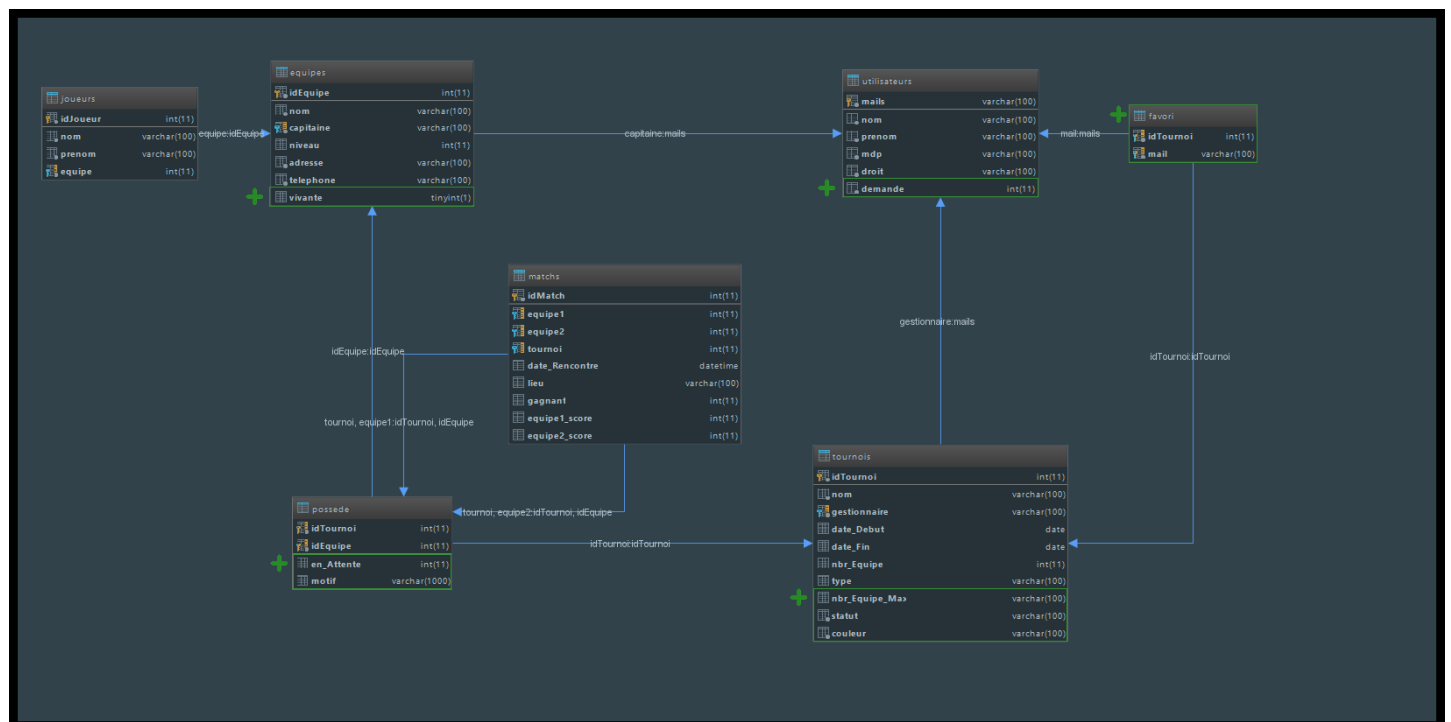 joueurs
idJoueur int(11)
nom varchar(100)
prenom varchar(100)
equipe int(11)
equipe:idEquipe
equipes
idEquipe int(11)
nom varchar(100)
capitaine varchar(100)
niveau int(11)
adresse varchar(100)
telephone varchar(100)
vivante tinyint(1)
capitaine:mails
utilisateurs
mails varchar(100)
nom varchar(100)
prenom varchar(100)
mdp varchar(100)
droit varchar(100)
demande int(11)
mail:mails
favori
idTournoi int(11)
mail varchar(100)
matchs
idMatch int(11)
equipe1 int(11)
equipe2 int(11)
tournoi int(11)
date_Rencontre datetime
lieu varchar(100)
gagnant int(11)
equipe1_score int(11)
equipe2_score int(11)
gestionnaire:mails
idEquipe:idEquipe
idTournoi:idTournoi
tournoi, equipe1:idTournoi, idEquipe
possede
idTournoi int(11)
idEquipe int(11)
en_Attente int(11)
motif varchar(1000)
tournoi, equipe2:idTournoi, idEquipe
idTournoi:idTournoi
tournois
idTournoi int(11)
nom varchar(100)
gestionnaire varchar(100)
date_Debut date
date_Fin date
nbr_Equipe int(11)
type varchar(100)
nbr_Equipe_Max varchar(100)
statut varchar(100)
couleur varchar(100)